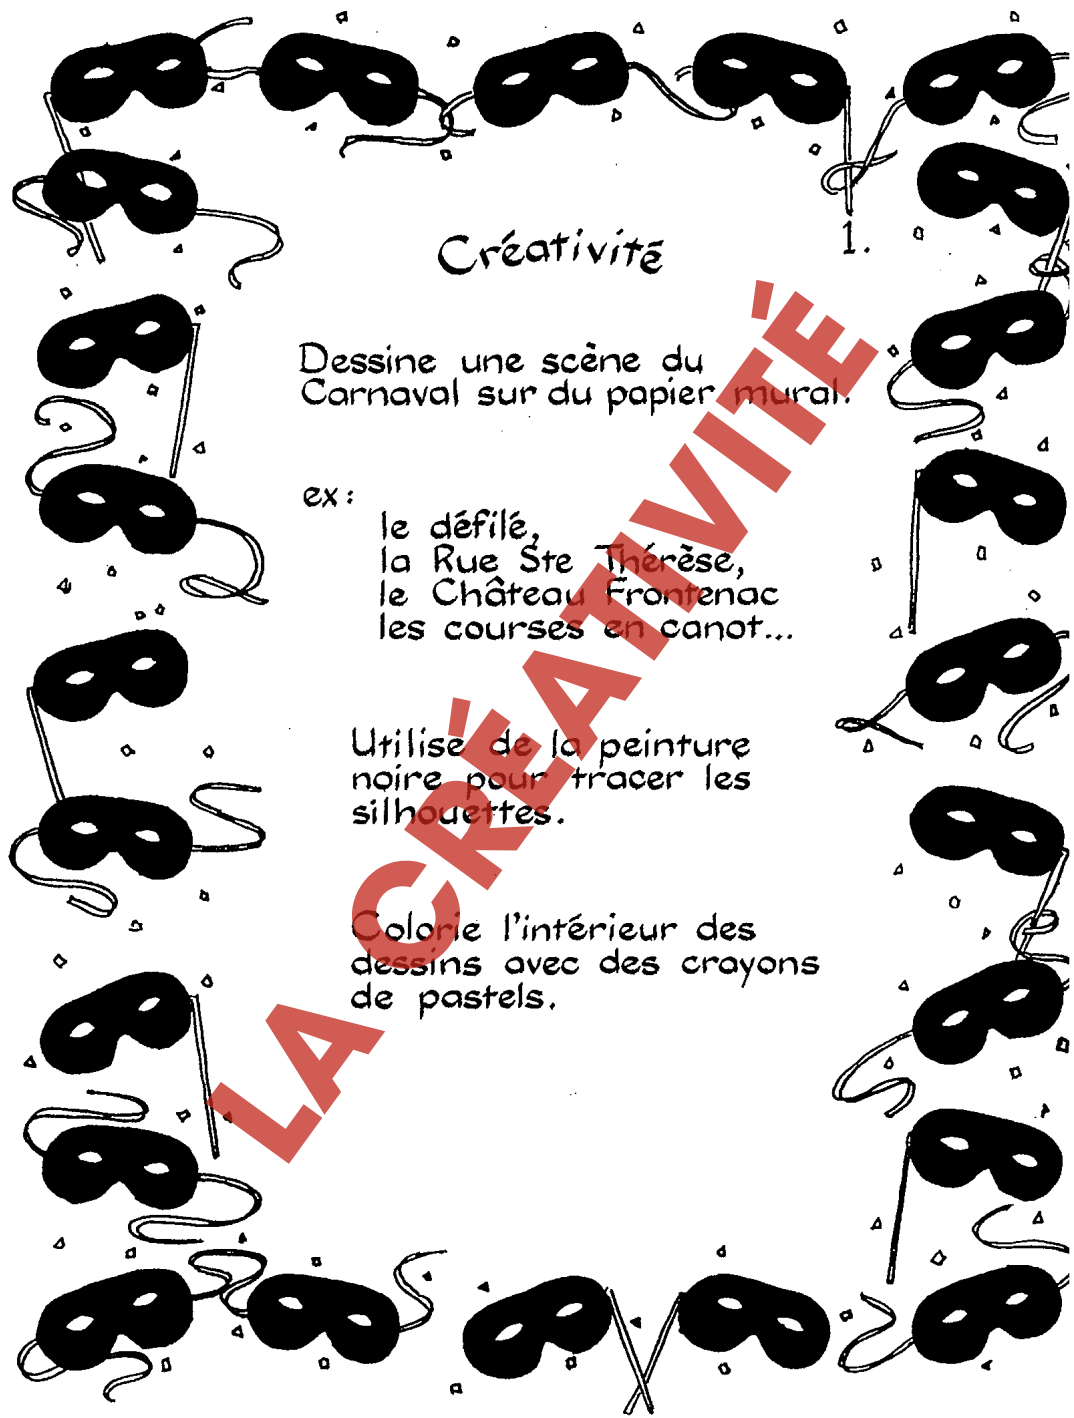 Créativité
1.
Dessine une scène du
Carnaval sur du papier mural.
ex:
le défilé,
la Rue Ste Thérèse,
le Château Frontenac
les courses en canot...
Utilise de la peinture
noire pour tracer les
silhouettes.
Colorie l'intérieur des
dessins avec des crayons
de pastels.
LA CRÉATIVITÈ